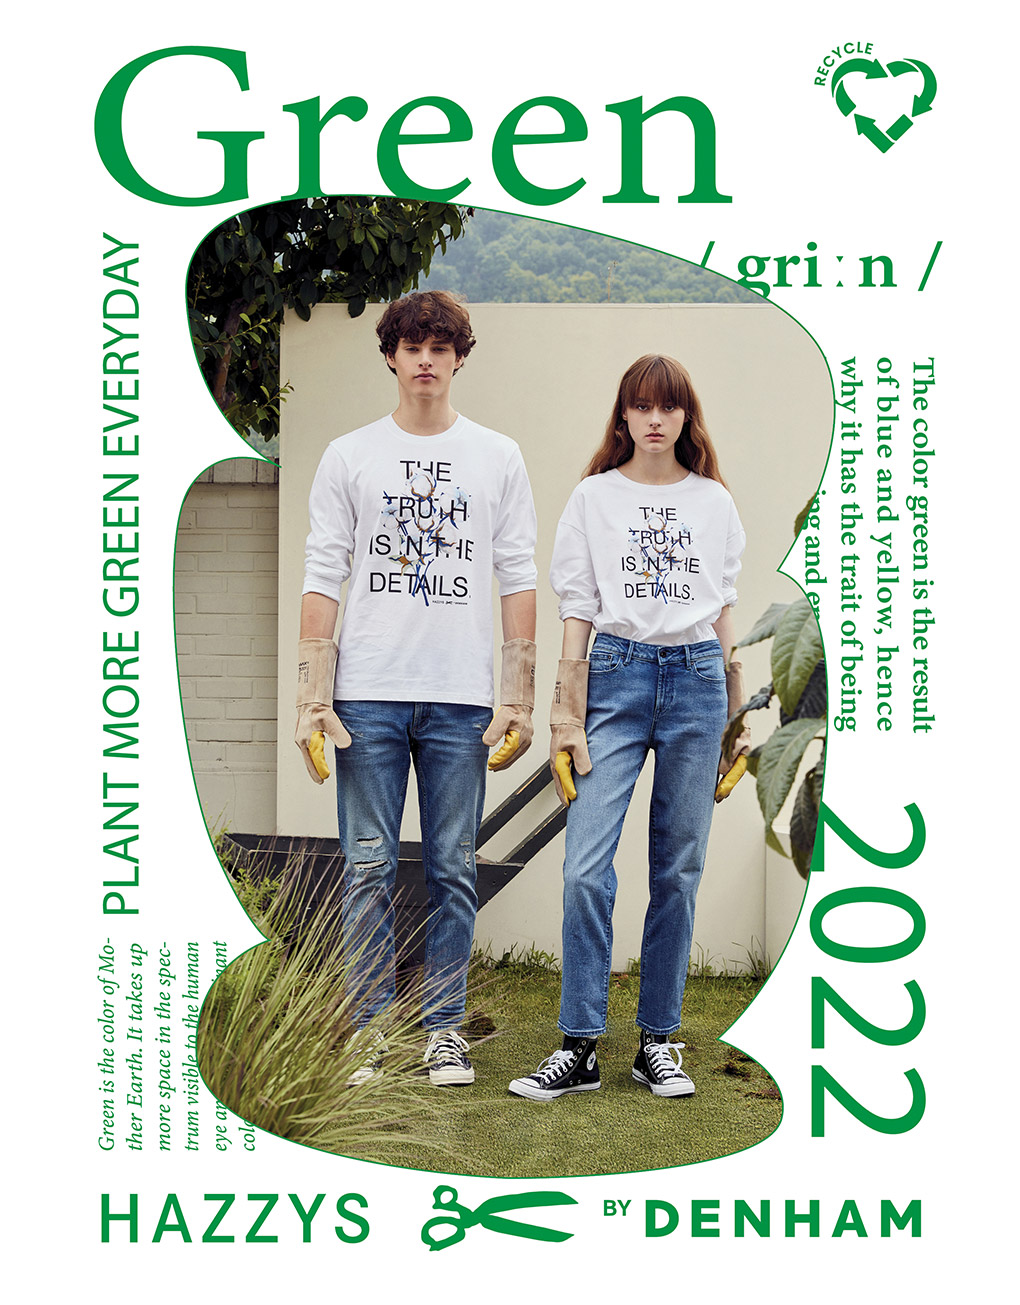 Green
RECYCLE
/ gri:n /
PLANT MORE GREEN EVERYDAY
The color green is the result
of blue and yellow, hence
why it has the trait of being
ing and
THE
TRUTH
IS IN THE
DETAILS.
THE
TRUTH
IS IN THE
DETAILS.
2022
Green is the color of Mo-
ther Earth. It takes up
more space in the spec-
trum visible to the human
eye
HAZZYS
BY DENHAM